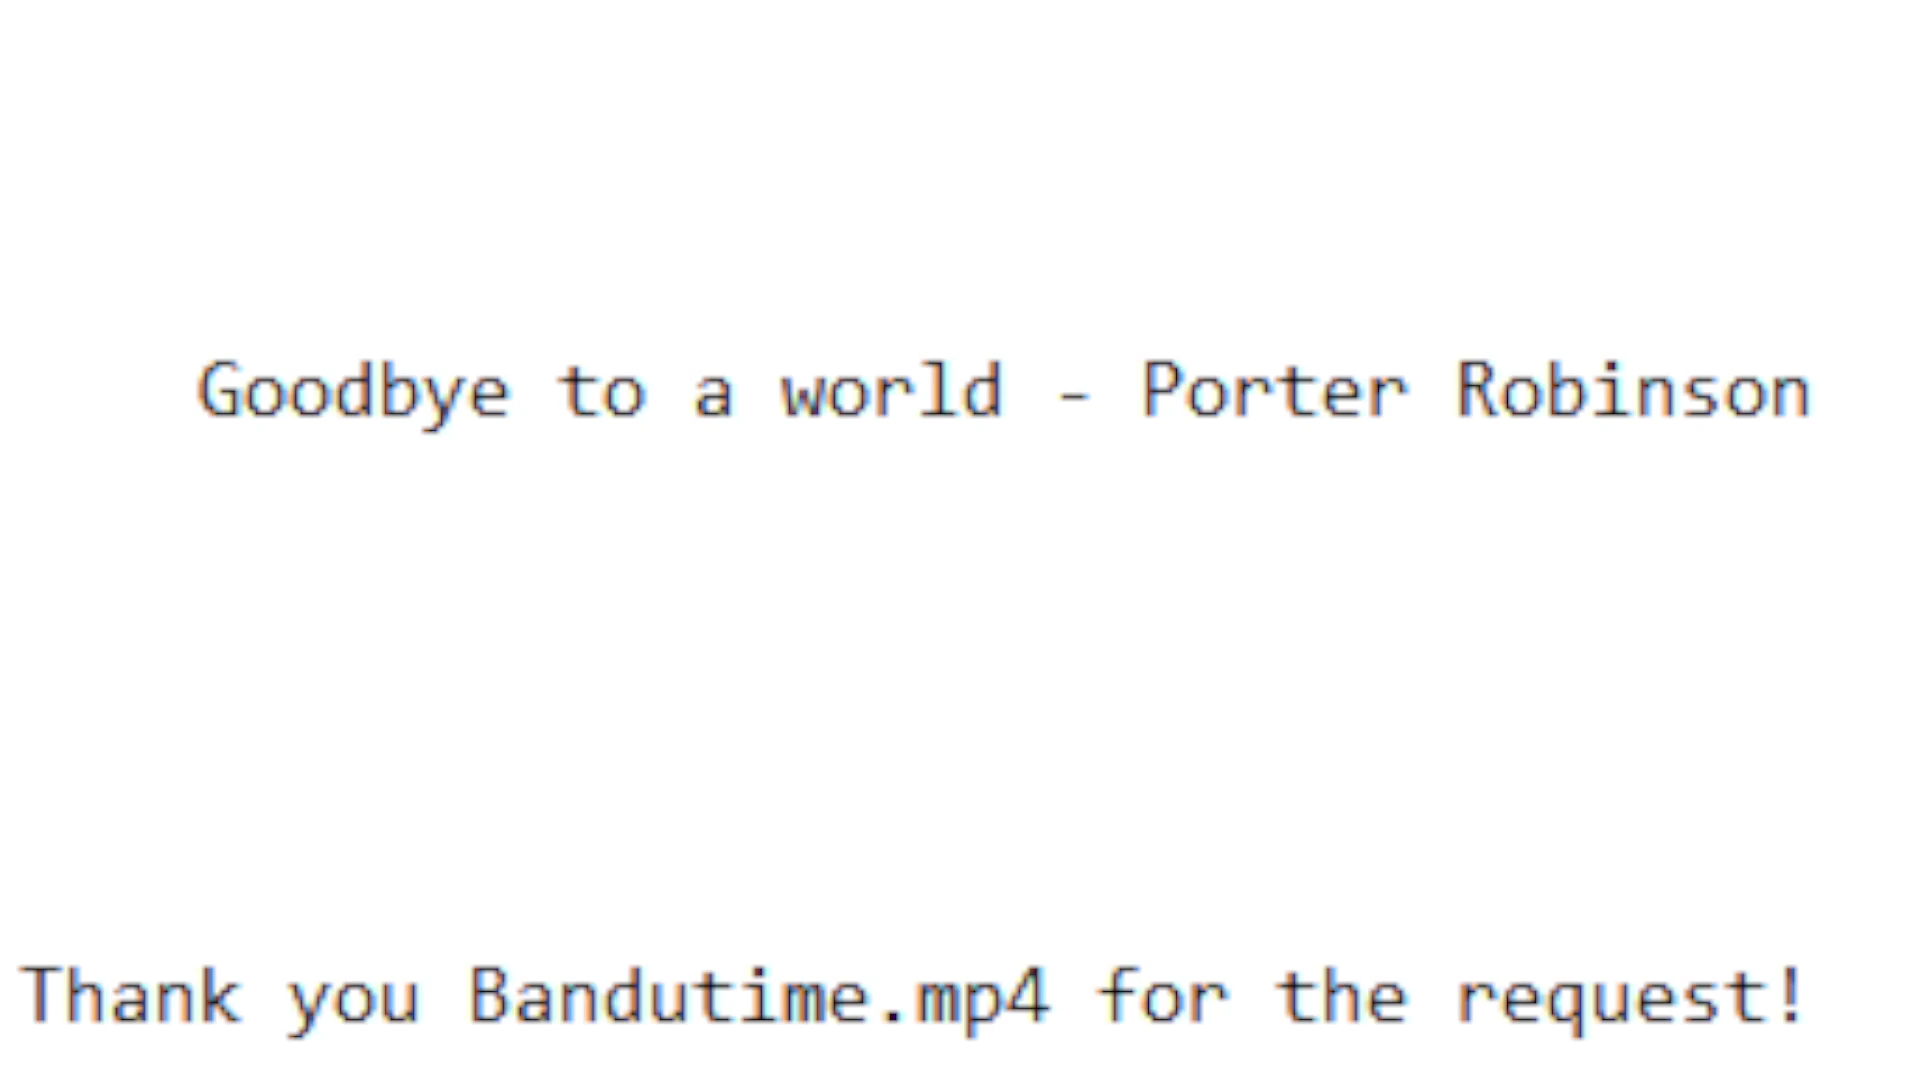 Goodbye to a world - Porter Robinson
Thank you Bandutime.mp4 for the request!